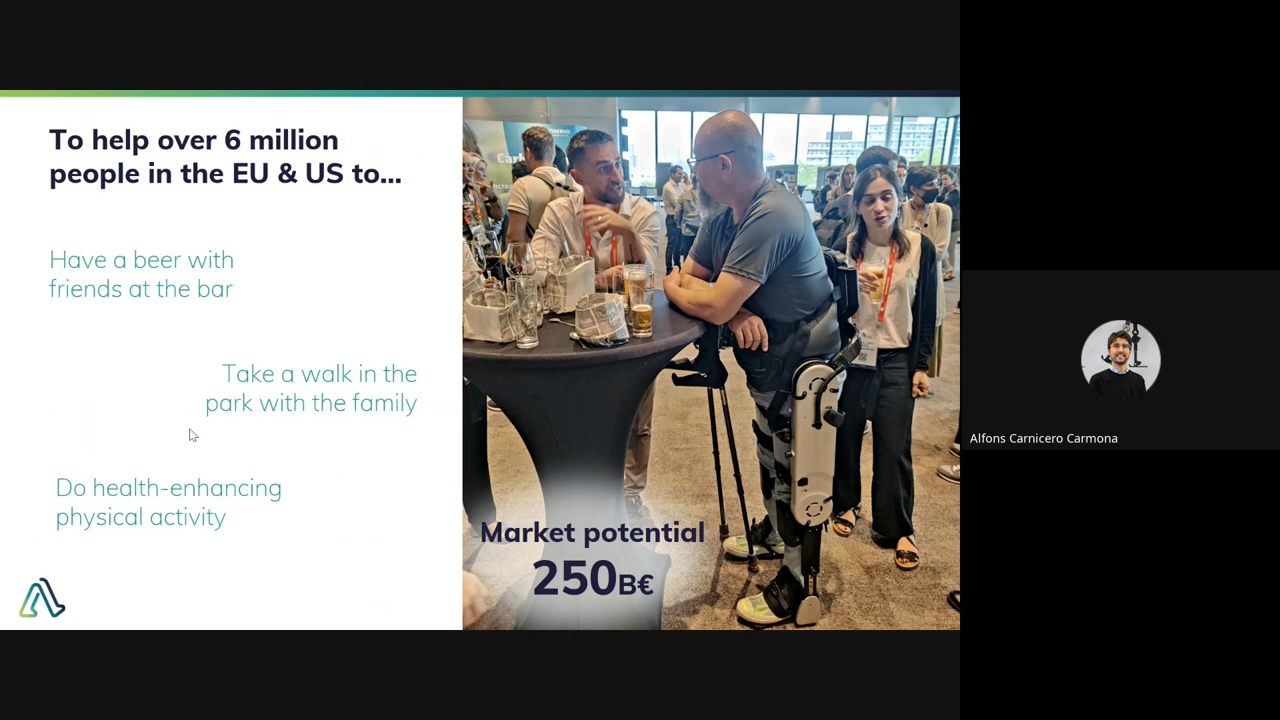 To help over 6 million
people in the EU & US to...
Have a beer with
friends at the bar
Take a walk in the
park with the family
Do health-enhancing
physical activity
Market potential
250B€
Alfons Carnicero Carmona